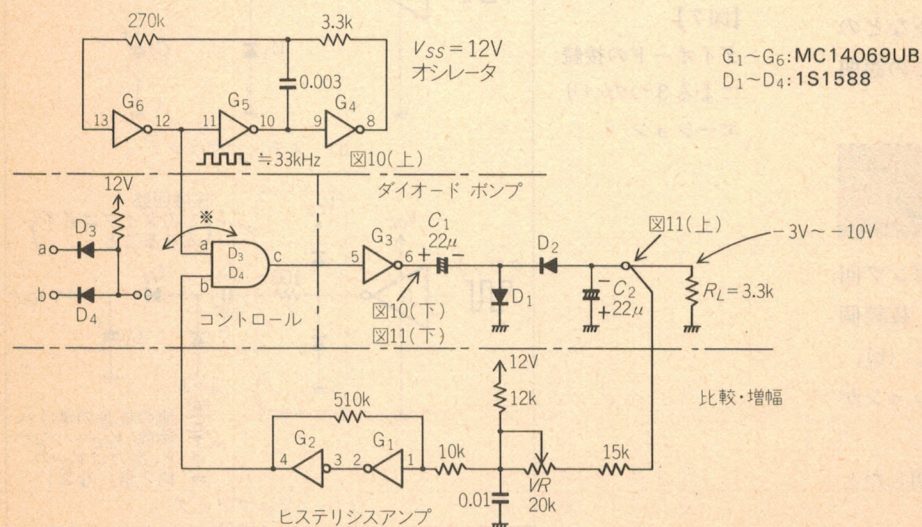 270k
3.3k
VSS=12V
オシレータ
G1~G6:MC14069UB
D1~D4:1S1588
0.003
G6
G5
G4
13
12
11
10
9
8
≒33kHz
図10(上)
ダイオード ポンプ
12V
※
D3
a
b
D4
c
a
D3
D4
b
c
コントロール
G3
5
6
C1
22μ
+
−
D2
D1
図10(下)
図11(下)
図11(上)
−3V~−10V
−
C2
+22μ
RL=3.3k
12V
12k
比較・増幅
510k
G2
G1
4
3
2
1
10k
15k
0.01
VR
20k
ヒステリシスアンプ